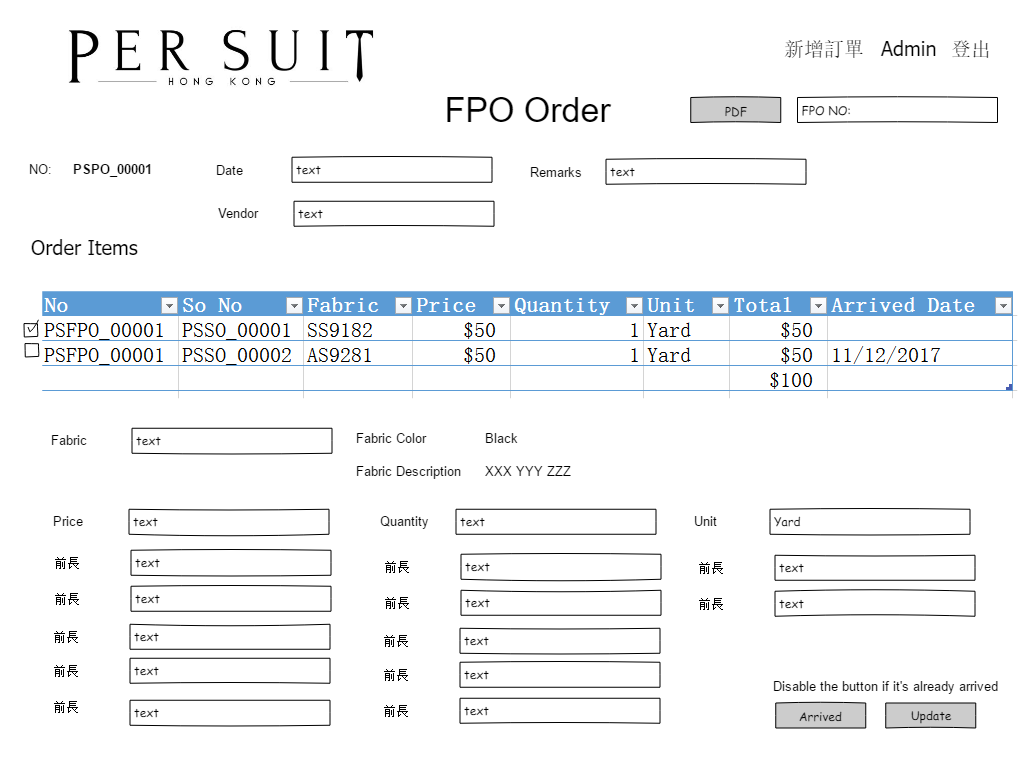 PER SUIT
HONG KONG
新增訂單 Admin 登出
FPO Order
PDF
FPO NO:
NO: PSPO_00001 Date text Remarks text
Vendor text
Order Items
No So No Fabric Price Quantity Unit Total Arrived Date
PSFPO_00001 PSSO_00001 SS9182 $50 1 Yard $50
PSFPO_00001 PSSO_00002 AS9281 $50 1 Yard $50 11/12/2017
$100
Fabric text Fabric Color Black
Fabric Description XXX YYY ZZZ
Price text Quantity text Unit Yard
前長 text 前長 text 前長 text
前長 text 前長 text 前長 text
前長 text 前長 text
前長 text 前長 text
前長 text 前長 text
Disable the button if it's already arrived
Arrived Update